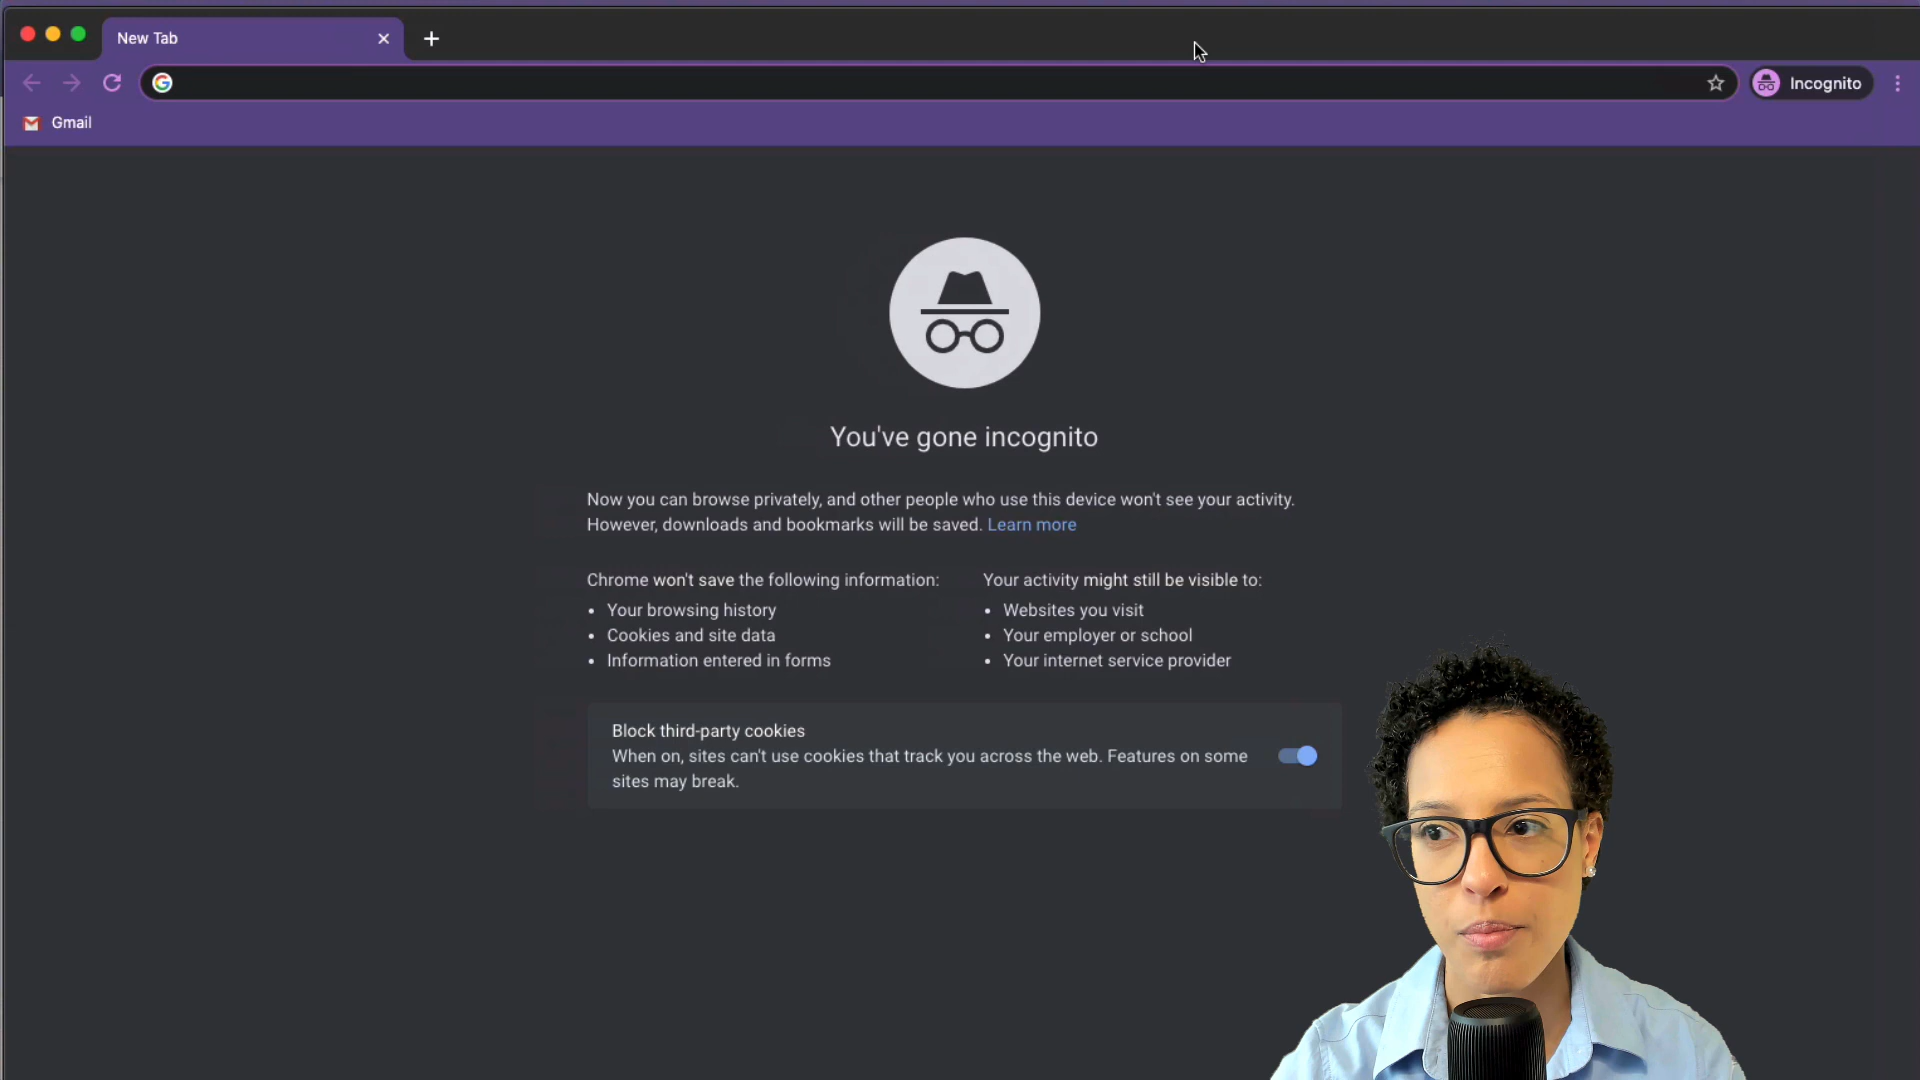 New Tab
Incognito
Gmail
You've gone incognito
Now you can browse privately, and other people who use this device won't see your activity.
However, downloads and bookmarks will be saved. Learn more
Chrome won't save the following information:
• Your browsing history
• Cookies and site data
• Information entered in forms
Your activity might still be visible to:
• Websites you visit
• Your employer or school
• Your internet service provider
Block third-party cookies
When on, sites can't use cookies that track you across the web. Features on some
sites may break.